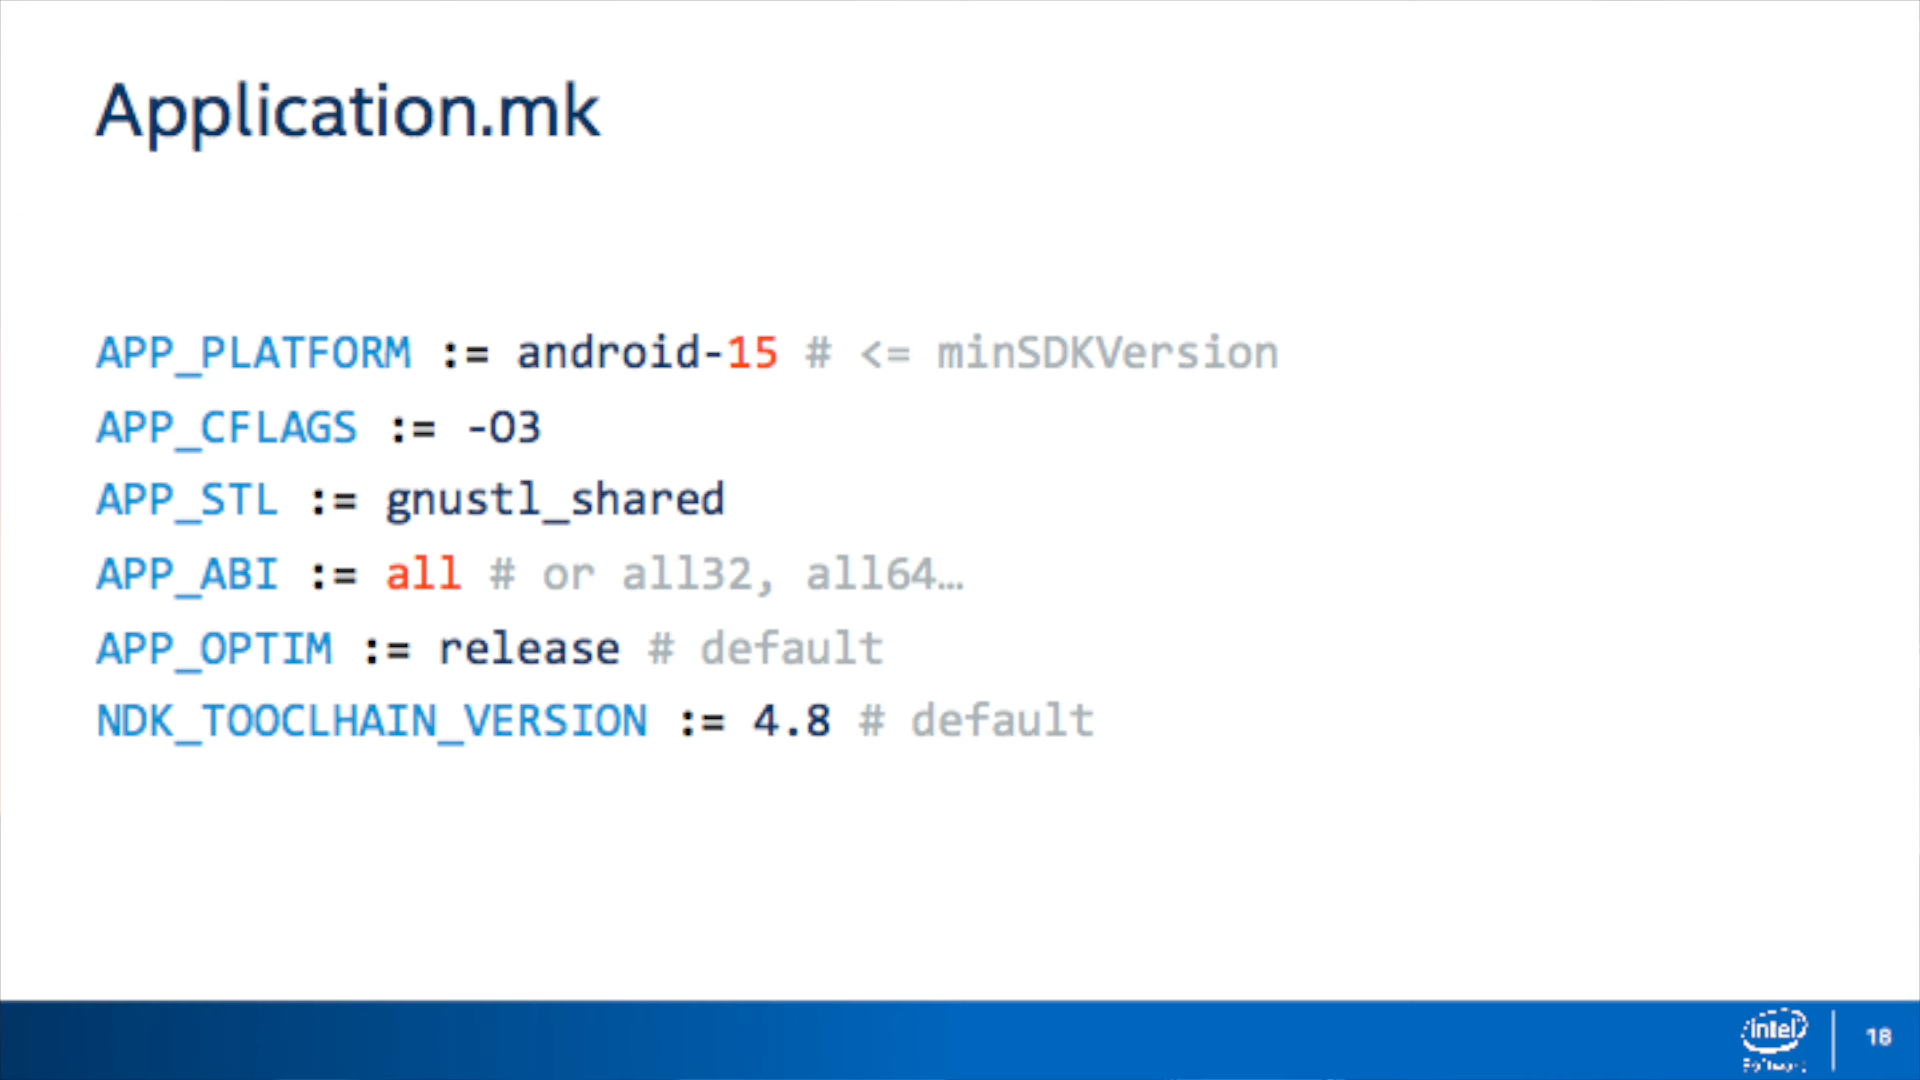 Application.mk
APP_PLATFORM := android-15 # <= minSDKVersion
APP_CFLAGS := -O3
APP_STL := gnustl_shared
APP_ABI := all # or all32, all64…
APP_OPTIM := release # default
NDK_TOOCLHAIN_VERSION := 4.8 # default
intel
Software
18